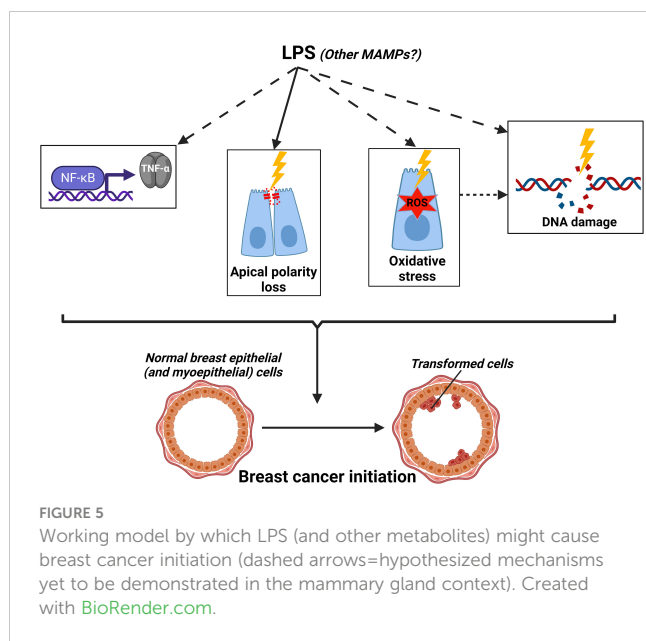 LPS (Other MAMPs?)
NF-κB
TNF-α
Apical polarity
loss
ROS
Oxidative
stress
DNA damage
Normal breast epithelial
(and myoepithelial) cells
Transformed cells
Breast cancer initiation
FIGURE 5
Working model by which LPS (and other metabolites) might cause
breast cancer initiation (dashed arrows=hypothesized mechanisms
yet to be demonstrated in the mammary gland context). Created
with BioRender.com.